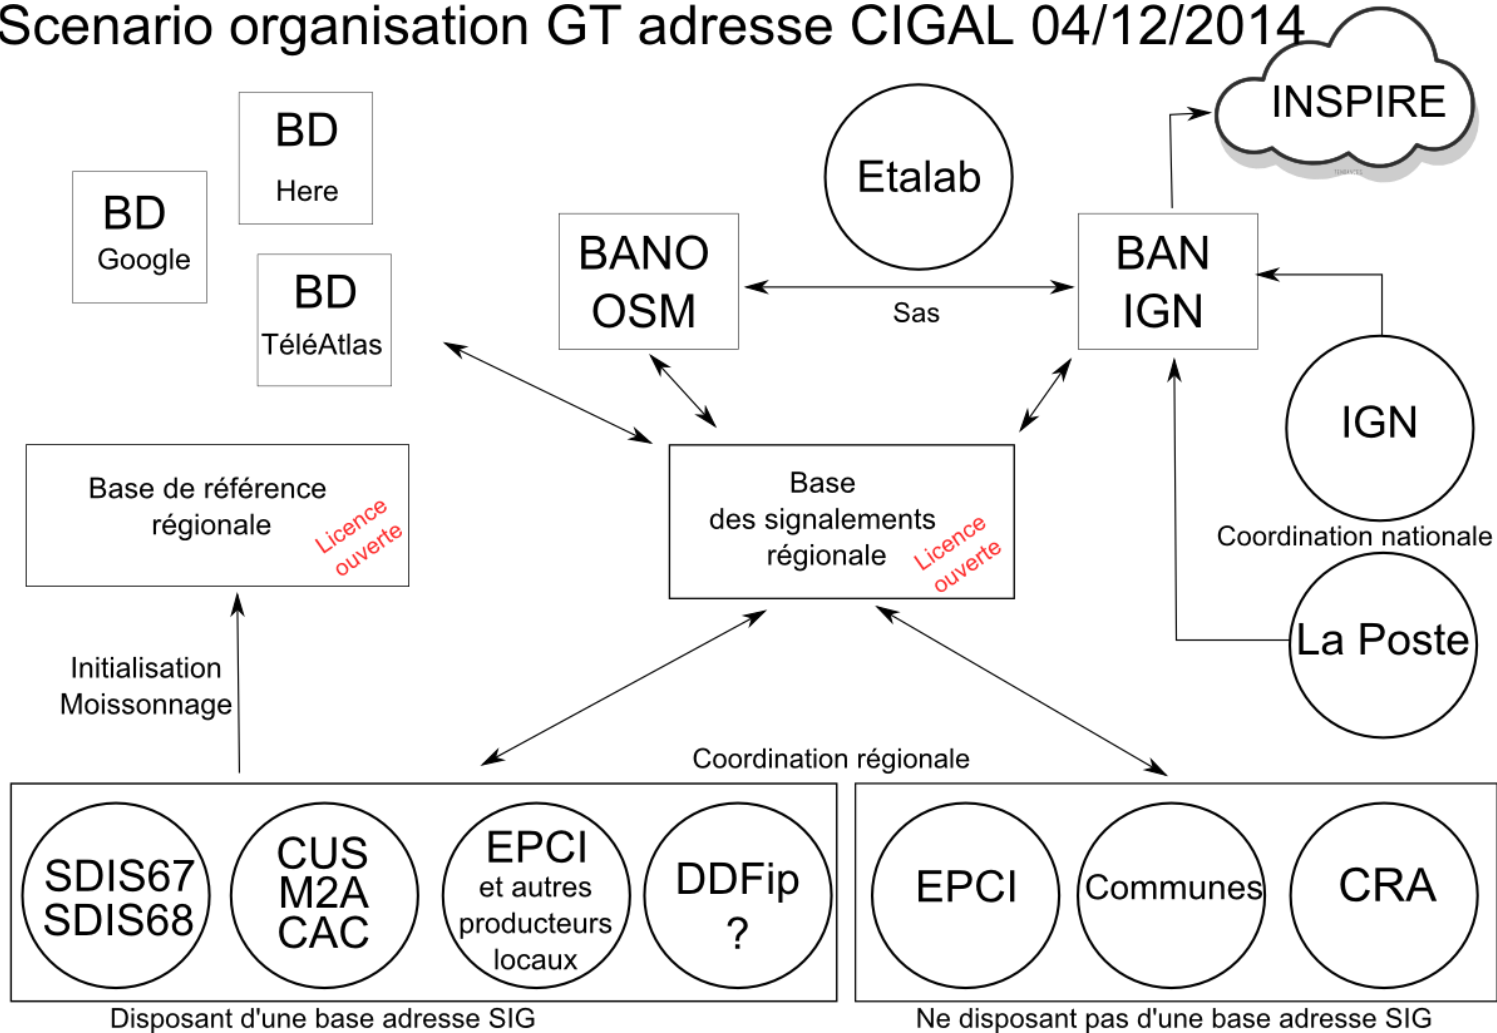 Scenario organisation GT adresse CIGAL 04/12/2014
INSPIRE
TENDANCES
BD
Here
BD
Google
BD
TéléAtlas
BANO
OSM
Etalab
Sas
BAN
IGN
IGN
Coordination nationale
La Poste
Base de référence
régionale
Licence
ouverte
Base
des signalements
régionale
Licence
ouverte
Initialisation
Moissonnage
Coordination régionale
SDIS67
SDIS68
CUS
M2A
CAC
EPCI
et autres
producteurs
locaux
DDFip
?
EPCI
Communes
CRA
Disposant d'une base adresse SIG
Ne disposant pas d'une base adresse SIG